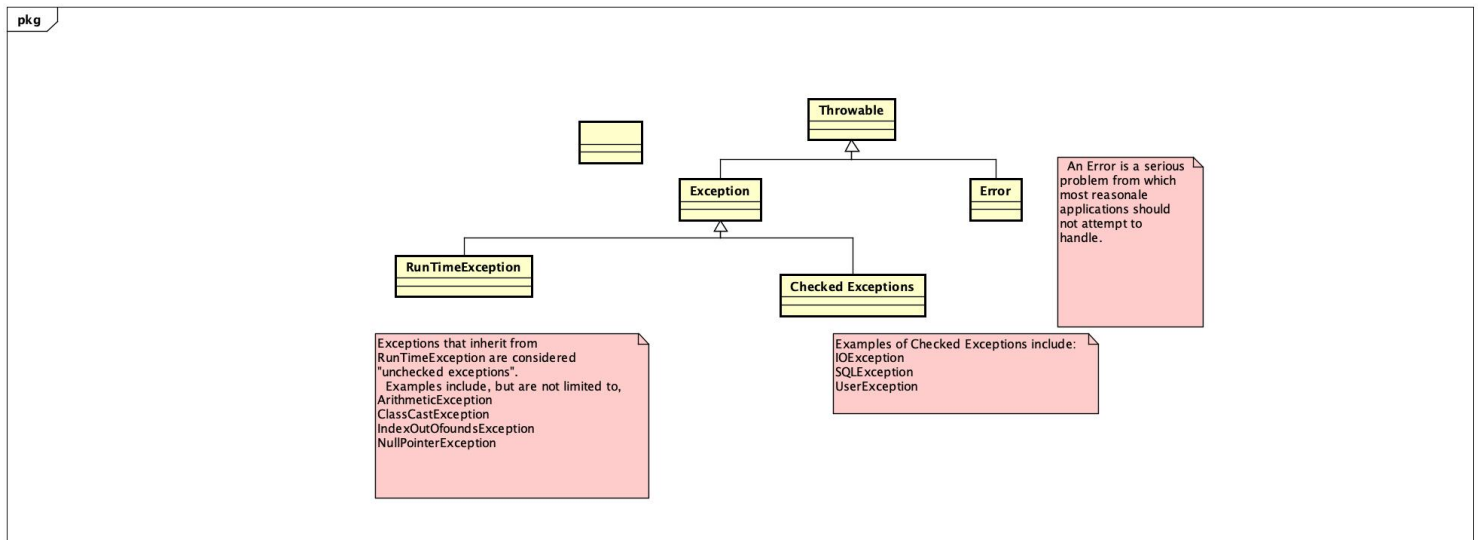 pkg
Throwable
Exception
Error
An Error is a serious
problem from which
most reasonale
applications should
not attempt to
handle.
RunTimeException
Checked Exceptions
Exceptions that inherit from
RunTimeException are considered
"unchecked exceptions".
Examples include, but are not limited to,
ArithmeticException
ClassCastException
IndexOutOfoundsException
NullPointerException
Examples of Checked Exceptions include:
IOException
SQLException
UserException